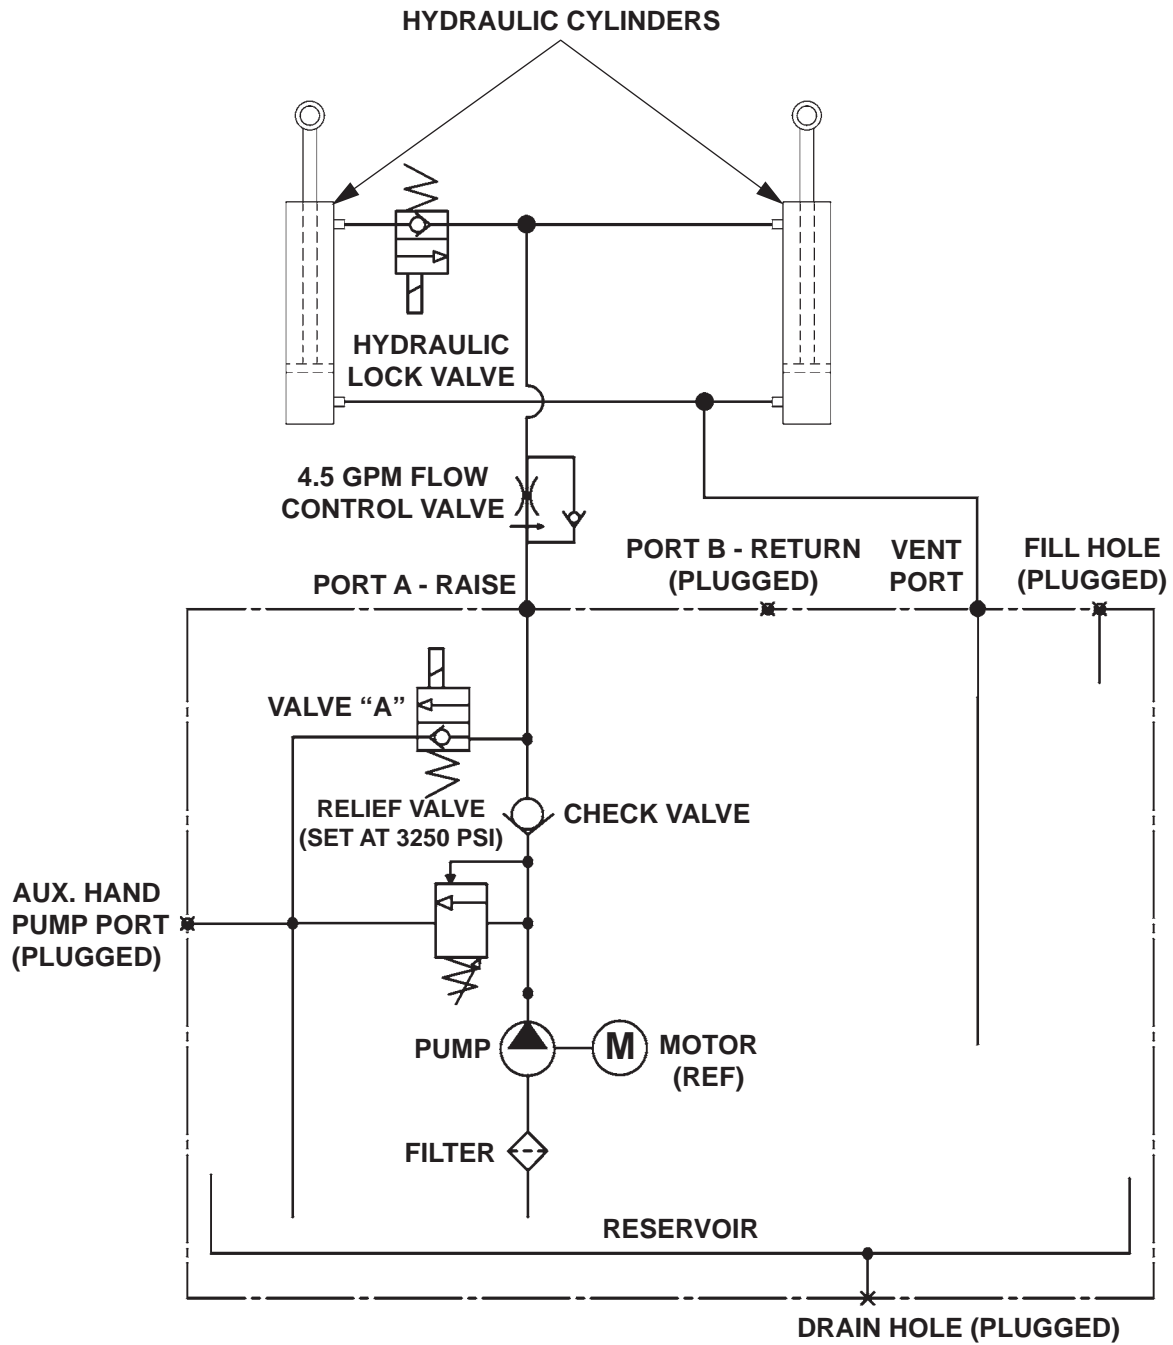 HYDRAULIC CYLINDERS
HYDRAULIC
LOCK VALVE
4.5 GPM FLOW
CONTROL VALVE
PORT A - RAISE
PORT B - RETURN
(PLUGGED)
VENT
PORT
FILL HOLE
(PLUGGED)
VALVE “A”
RELIEF VALVE
(SET AT 3250 PSI)
CHECK VALVE
AUX. HAND
PUMP PORT
(PLUGGED)
PUMP
M
MOTOR
(REF)
FILTER
RESERVOIR
DRAIN HOLE (PLUGGED)